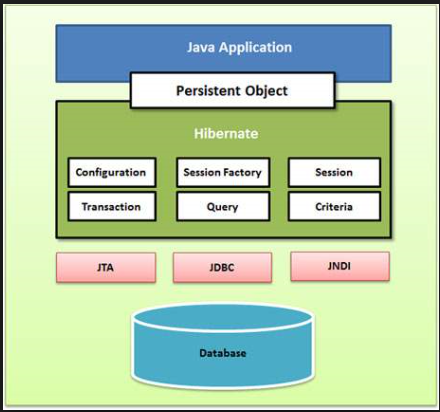 Java Application
Persistent Object
Hibernate
Configuration
Session Factory
Session
Transaction
Query
Criteria
JTA
JDBC
JNDI
Database